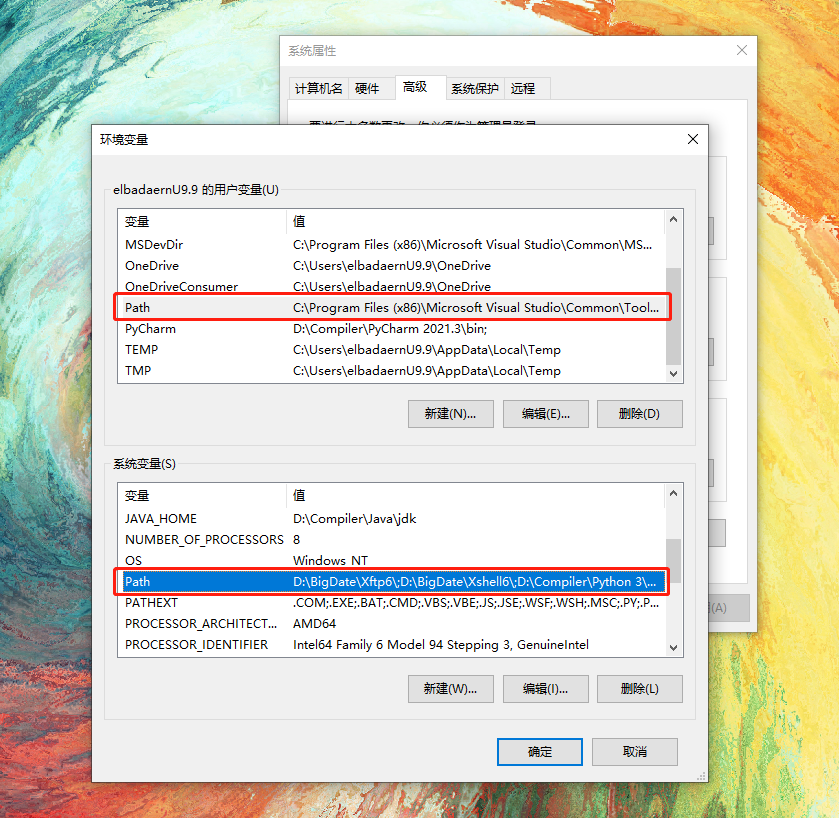 系统属性
计算机名 硬件 高级 系统保护 远程
环境变量
elbadaernU9.9 的用户变量(U)
变量 值
MSDevDir C:\Program Files (x86)\Microsoft Visual Studio\Common\MS...
OneDrive C:\Users\elbadaernU9.9\OneDrive
OneDriveConsumer C:\Users\elbadaernU9.9\OneDrive
Path C:\Program Files (x86)\Microsoft Visual Studio\Common\Tool...
PyCharm D:\Compiler\PyCharm 2021.3\bin;
TEMP C:\Users\elbadaernU9.9\AppData\Local\Temp
TMP C:\Users\elbadaernU9.9\AppData\Local\Temp
新建(N)... 编辑(E)... 删除(D)
系统变量(S)
变量 值
JAVA_HOME D:\Compiler\Java\jdk
NUMBER_OF_PROCESSORS 8
OS Windows_NT
Path D:\BigDate\Xftp6\;D:\BigDate\Xshell6\;D:\Compiler\Python 3\...
PATHEXT .COM;.EXE;.BAT;.CMD;.VBS;.VBE;.JS;.JSE;.WSF;.WSH;.MSC;.PY;.P...
PROCESSOR_ARCHITECT... AMD64
PROCESSOR_IDENTIFIER Intel64 Family 6 Model 94 Stepping 3, GenuineIntel
(A)
新建(W)... 编辑(I)... 删除(L)
确定 取消